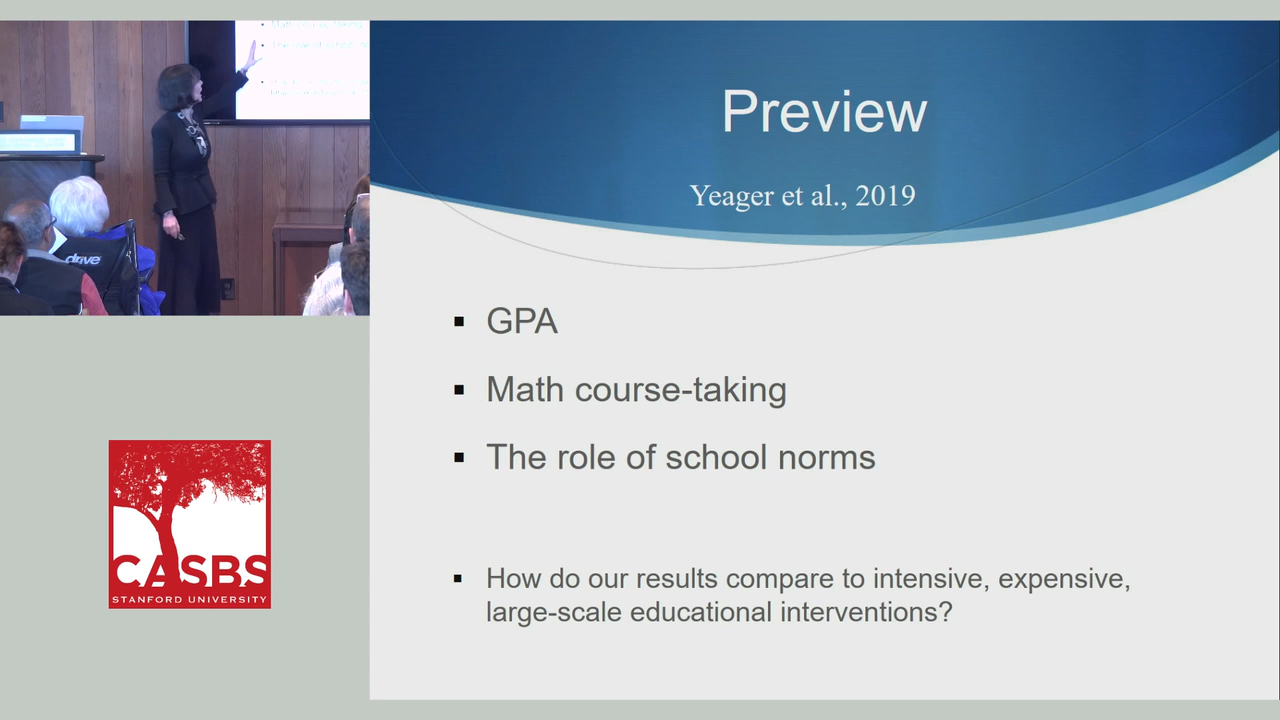 Preview
Yeager et al., 2019
▪ GPA
▪ Math course-taking
▪ The role of school norms
▪ How do our results compare to intensive, expensive,
large-scale educational interventions?
drive
CASBS
STANFORD UNIVERSITY